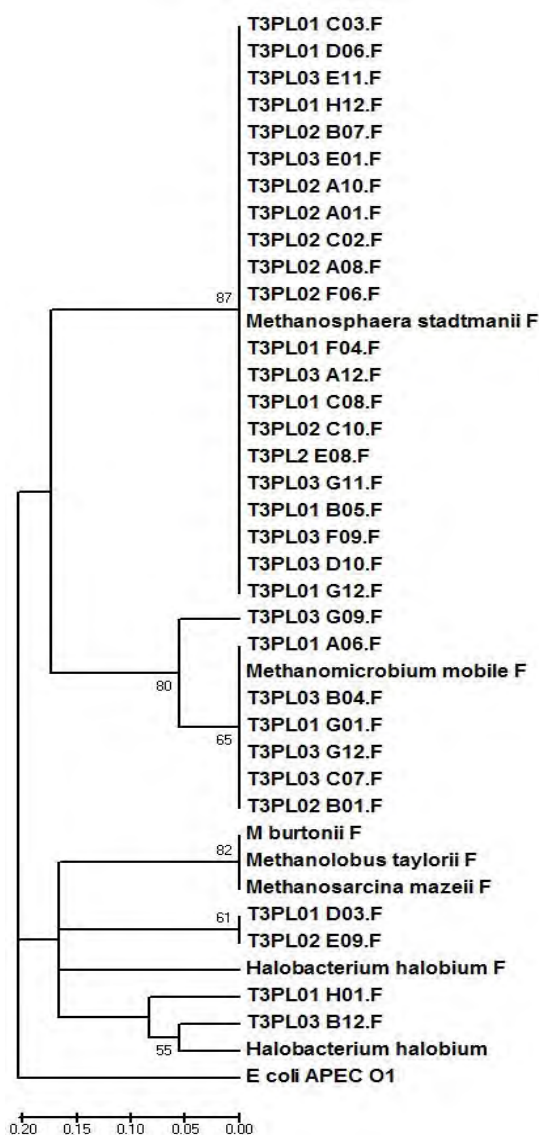 T3PL01 C03.F
T3PL01 D06.F
T3PL03 E11.F
T3PL01 H12.F
T3PL02 B07.F
T3PL03 E01.F
T3PL02 A10.F
T3PL02 A01.F
T3PL02 C02.F
T3PL02 A08.F
T3PL02 F06.F
87
Methanosphaera stadtmanii F
T3PL01 F04.F
T3PL03 A12.F
T3PL01 C08.F
T3PL02 C10.F
T3PL2 E08.F
T3PL03 G11.F
T3PL01 B05.F
T3PL03 F09.F
T3PL03 D10.F
T3PL01 G12.F
T3PL03 G09.F
T3PL01 A06.F
Methanomicrobium mobile F
80
T3PL03 B04.F
T3PL01 G01.F
65
T3PL03 G12.F
T3PL03 C07.F
T3PL02 B01.F
M burtonii F
82
Methanolobus taylorii F
Methanosarcina mazeii F
T3PL01 D03.F
61
T3PL02 E09.F
Halobacterium halobium F
T3PL01 H01.F
T3PL03 B12.F
55
Halobacterium halobium
E coli APEC O1
0.20 0.15 0.10 0.05 0.00